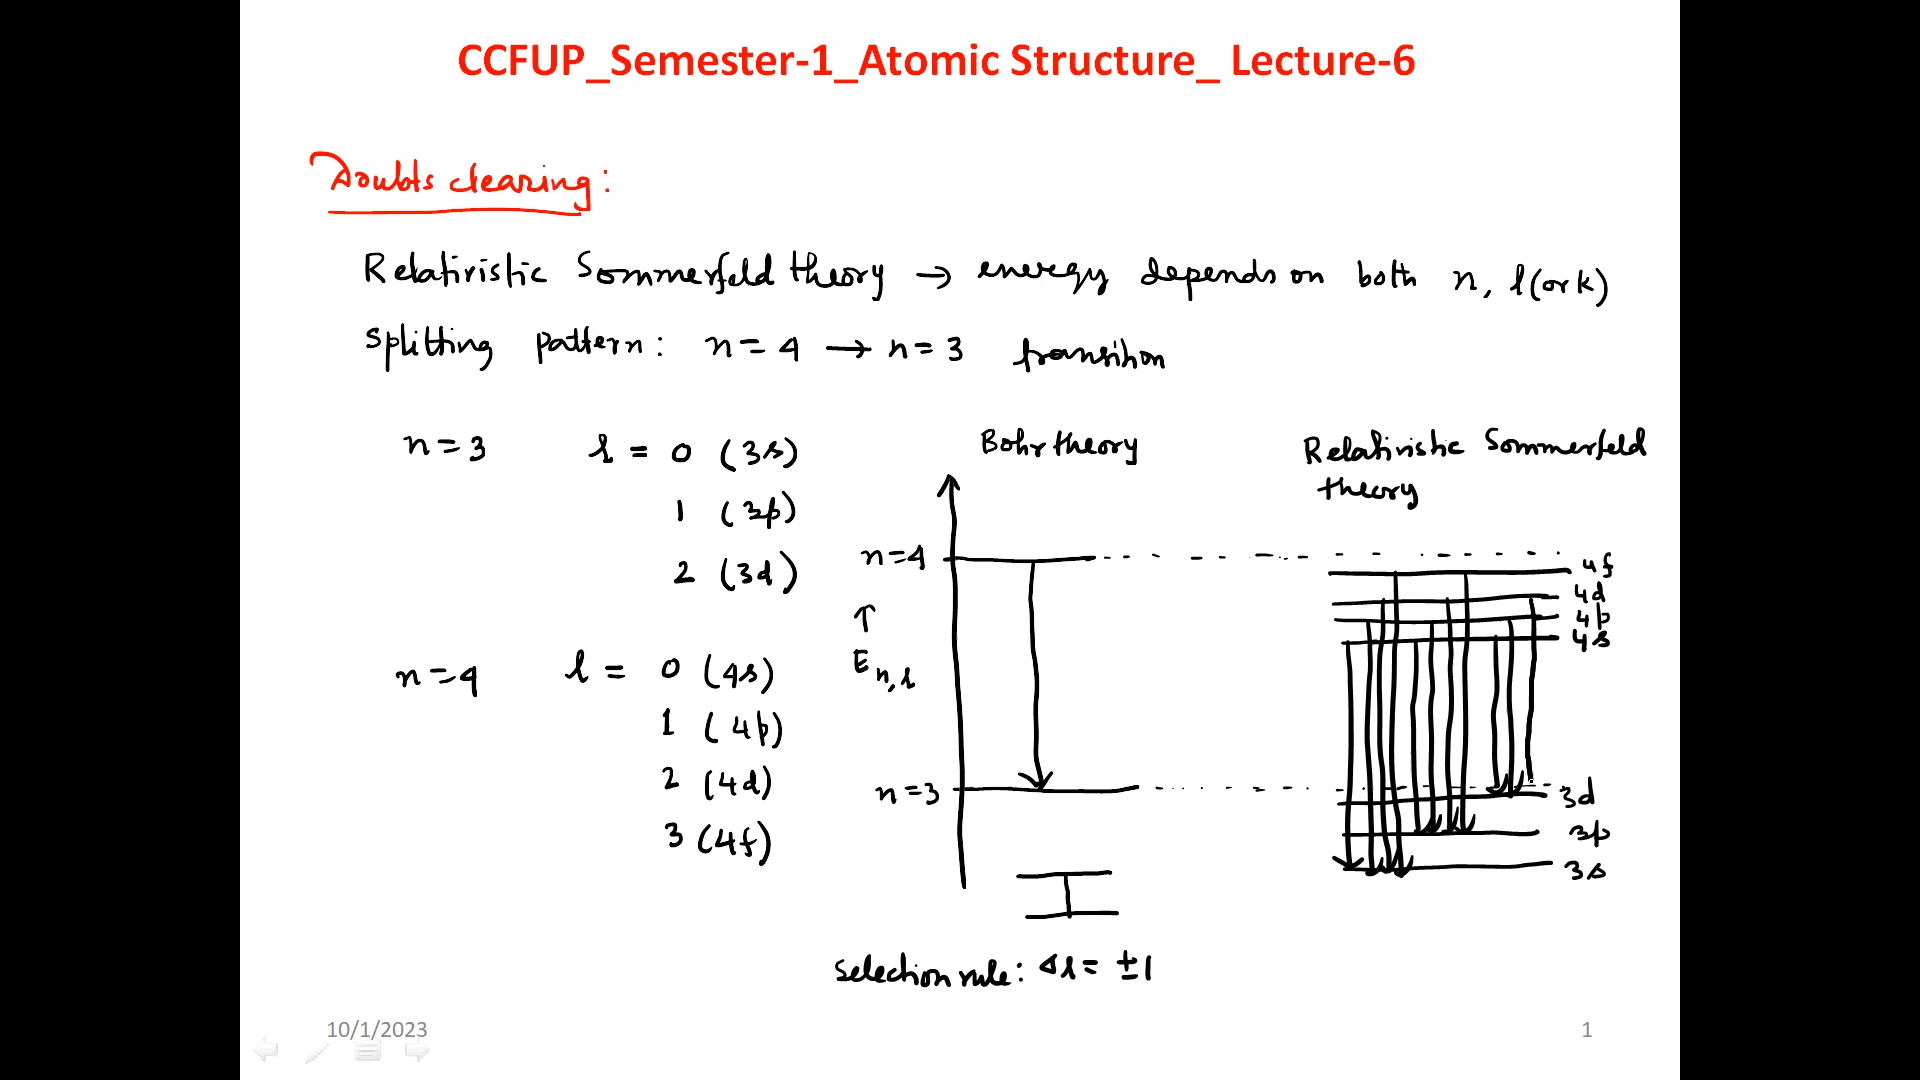 CCFUP_Semester-1_Atomic Structure_ Lecture-6
Doubts clearing:
Relativistic Sommerfeld theory → energy depends on both n, l (or k)
Splitting pattern: n = 4 → n = 3 transition
n = 3 l = 0 (3s)
1 (3p)
2 (3d)
n = 4 l = 0 (4s)
1 (4p)
2 (4d)
3 (4f)
Bohr theory
Relativistic Sommerfeld
theory
n=4
↑
E n,l
n=3
4f
4d
4p
4s
3d
3p
3s
Selection rule: Δl = ±1
10/1/2023
1